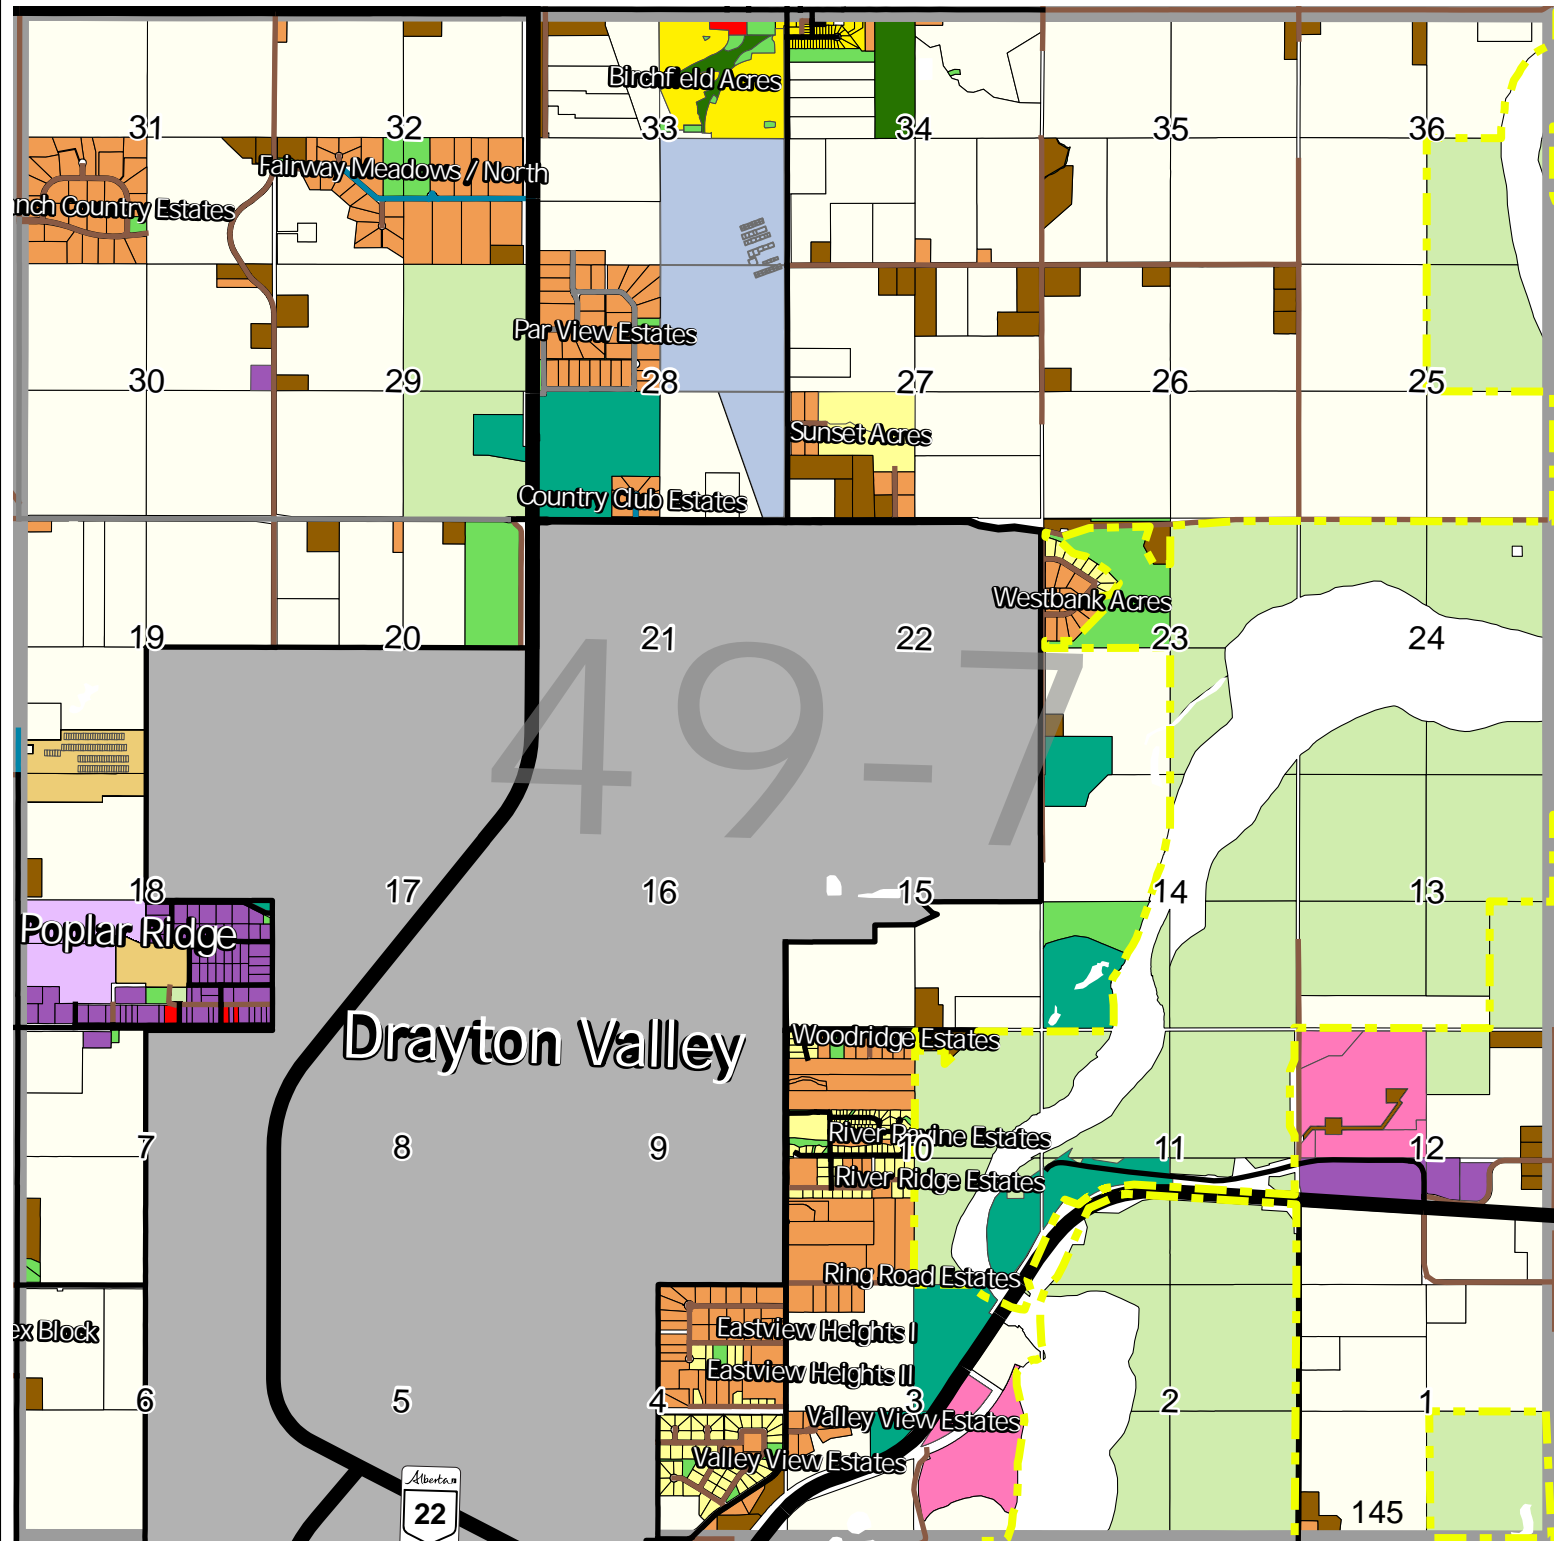 Birchfield Acres
31
32
33
34
35
36
Fairway Meadows / North
nch Country Estates
Par View Estates
30
29
28
27
26
25
Sunset Acres
Country Club Estates
Westbank Acres
19
20
21
22
23
24
49-7
18
17
16
15
14
13
Poplar Ridge
Drayton Valley
Woodridge Estates
River Ravine Estates
7
8
9
10
11
12
River Ridge Estates
Ring Road Estates
ex Block
Eastview Heights I
Eastview Heights II
6
5
4
3
2
1
Valley View Estates
Valley View Estates
Alberta
22
145